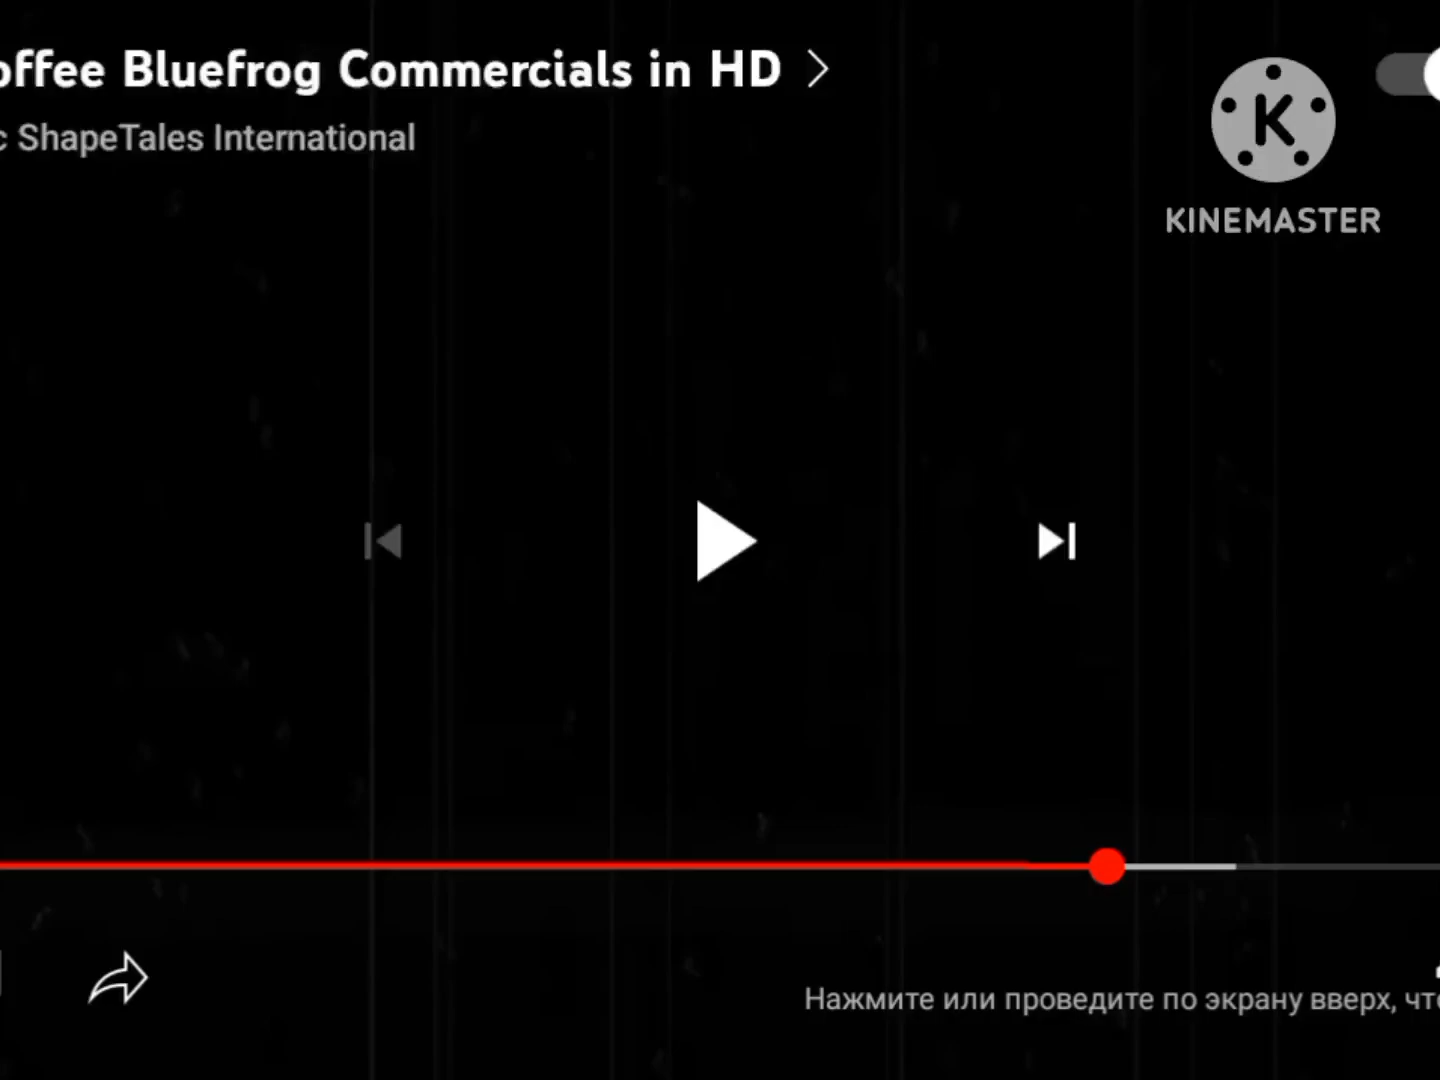 offee Bluefrog Commercials in HD
c ShapeTales International
K
KINEMASTER
Нажмите или проведите по экрану вверх, что